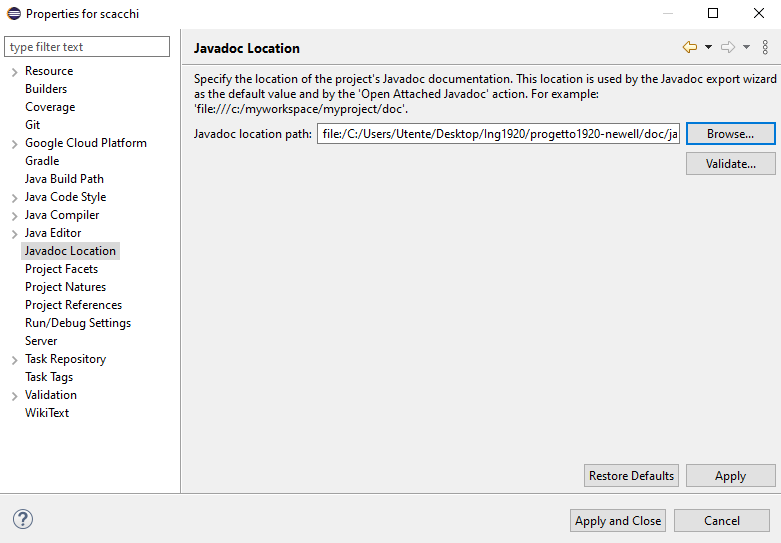 Properties for scacchi
type filter text
Resource
Builders
Coverage
Git
Google Cloud Platform
Gradle
Java Build Path
Java Code Style
Java Compiler
Java Editor
Javadoc Location
Project Facets
Project Natures
Project References
Run/Debug Settings
Server
Task Repository
Task Tags
Validation
WikiText
Javadoc Location
Specify the location of the project's Javadoc documentation. This location is used by the Javadoc export wizard
as the default value and by the 'Open Attached Javadoc' action. For example:
'file:///c:/myworkspace/myproject/doc'.
Javadoc location path: file:/C:/Users/Utente/Desktop/Ing1920/progetto1920-newell/doc/ja Browse...
Validate...
Restore Defaults Apply
? Apply and Close Cancel